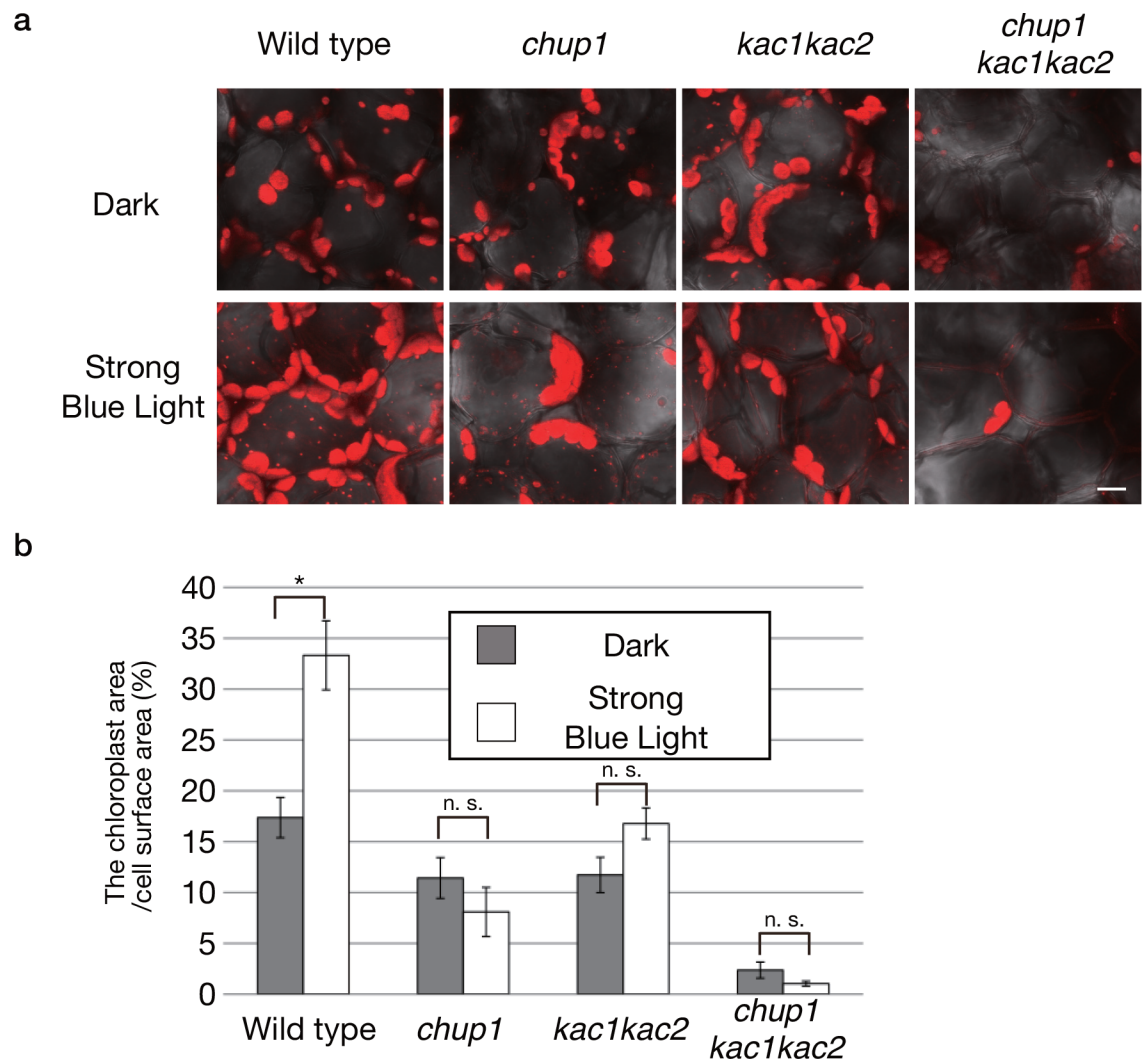 a
Wild type
chup1
kac1kac2
chup1
kac1kac2
Dark
Strong
Blue Light
b
The chloroplast area
/cell surface area (%)
40
35
30
25
20
15
10
5
0
*
n. s.
n. s.
n. s.
Dark
Strong
Blue Light
Wild type
chup1
kac1kac2
chup1
kac1kac2